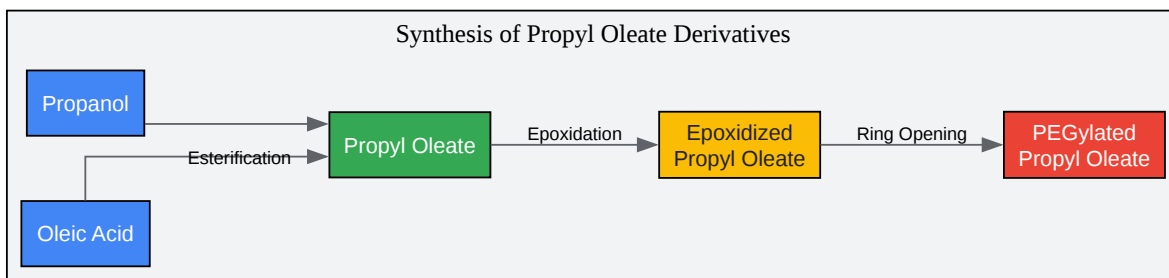 Synthesis of Propyl Oleate Derivatives
Propanol
Oleic Acid
Esterification
Propyl Oleate
Epoxidation
Epoxidized
Propyl Oleate
Ring Opening
PEGylated
Propyl Oleate